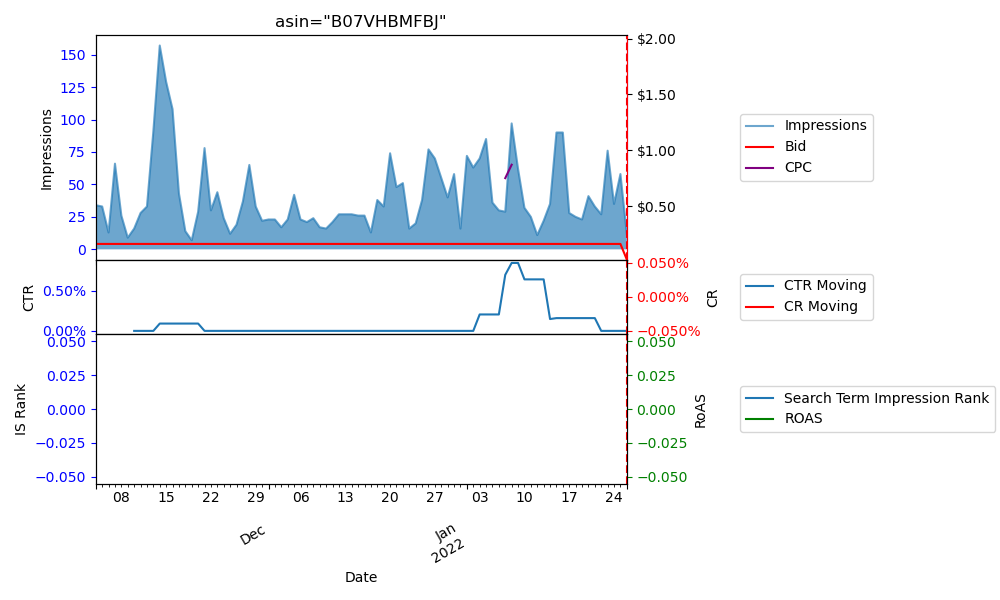 asin="B07VHBMFBJ"
150
125
100
75
50
25
0
Impressions
$2.00
$1.50
$1.00
$0.50
Impressions
Bid
CPC
0.50%
0.00%
CTR
0.050%
0.000%
−0.050%
CR
CTR Moving
CR Moving
0.050
0.025
0.000
−0.025
−0.050
IS Rank
0.050
0.025
0.000
−0.025
−0.050
RoAS
Search Term Impression Rank
ROAS
08 15 22 29 06 13 20 27 03 10 17 24
Dec
Jan
2022
Date